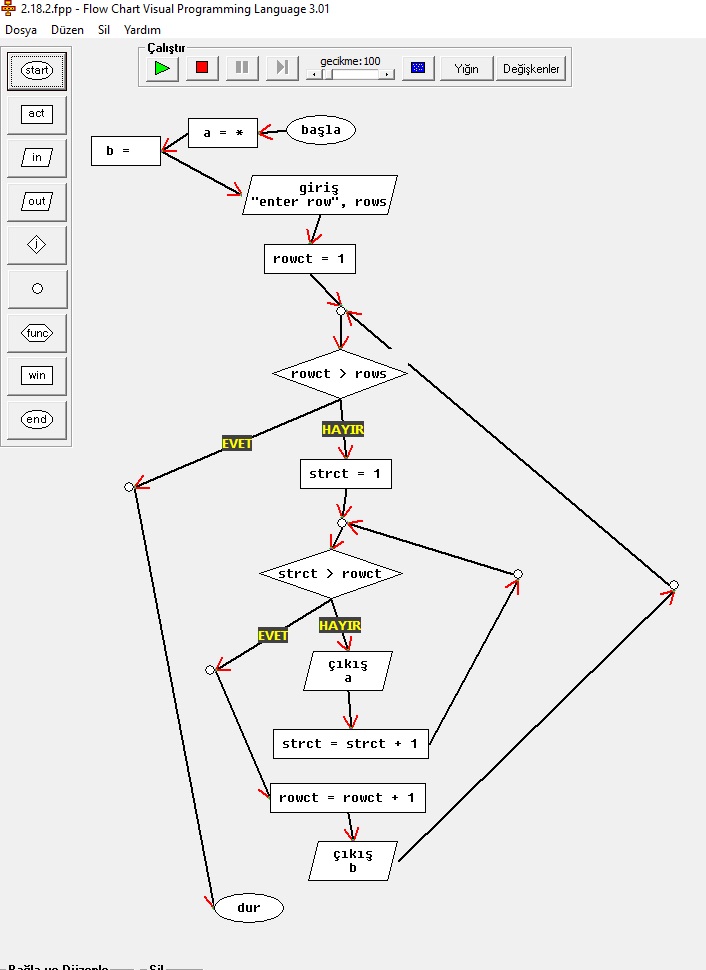 2.18.2.fpp - Flow Chart Visual Programming Language 3.01
Dosya Düzen Sil Yardım
Çalıştır
gecikme:100
Yığın
Değişkenler
start
act
in
out
j
func
win
end
başla
a = *
b =
giriş
"enter row", rows
rowct = 1
rowct > rows
EVET
HAYIR
strct = 1
strct > rowct
EVET
HAYIR
çıkış
a
strct = strct + 1
rowct = rowct + 1
çıkış
b
dur
Bağla ve Düzenle
Sil